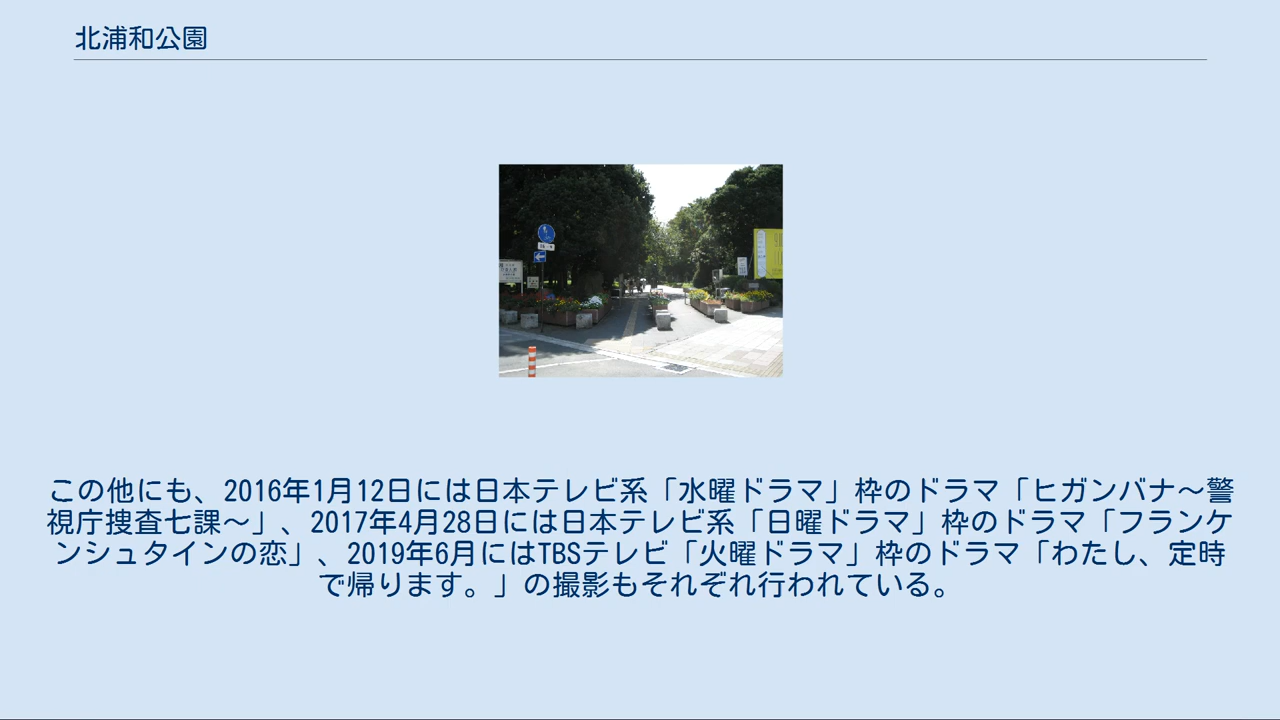 北浦和公園
この他にも、2016年1月12日には日本テレビ系「水曜ドラマ」枠のドラマ「ヒガンバナ〜警
視庁捜査七課〜」、2017年4月28日には日本テレビ系「日曜ドラマ」枠のドラマ「フランケ
ンシュタインの恋」、2019年6月にはTBSテレビ「火曜ドラマ」枠のドラマ「わたし、定時
で帰ります。」の撮影もそれぞれ行われている。